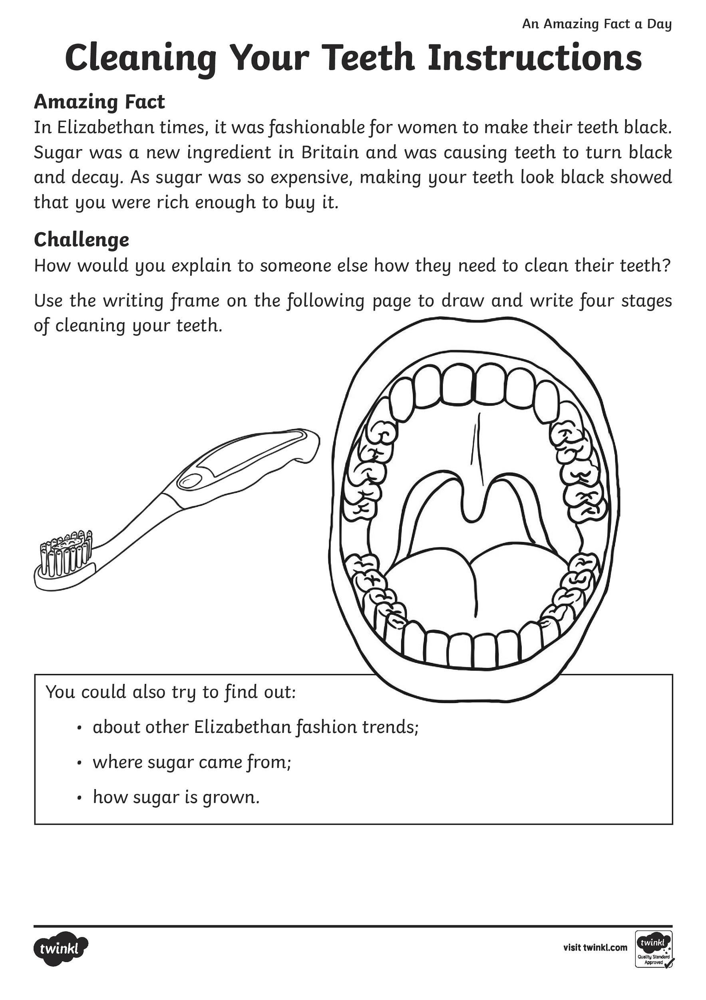 An Amazing Fact a Day
Cleaning Your Teeth Instructions
Amazing Fact
In Elizabethan times, it was fashionable for women to make their teeth black.
Sugar was a new ingredient in Britain and was causing teeth to turn black
and decay. As sugar was so expensive, making your teeth look black showed
that you were rich enough to buy it.
Challenge
How would you explain to someone else how they need to clean their teeth?
Use the writing frame on the following page to draw and write four stages
of cleaning your teeth.
You could also try to find out:
• about other Elizabethan fashion trends;
• where sugar came from;
• how sugar is grown.
twinkl
visit twinkl.com
twinkl
Quality Standard
Approved